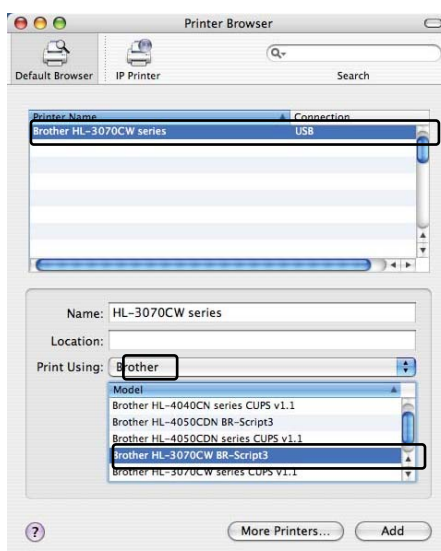 Printer Browser
Default Browser IP Printer Search
Printer Name Connection
Brother HL-3070CW series USB
Name: HL-3070CW series
Location:
Print Using: Brother
Model
Brother HL-4040CN series CUPS v1.1
Brother HL-4050CDN BR-Script3
Brother HL-4050CDN series CUPS v1.1
Brother HL-3070CW BR-Script3
Brother HL-3070CW series CUPS v1.1
? More Printers... Add